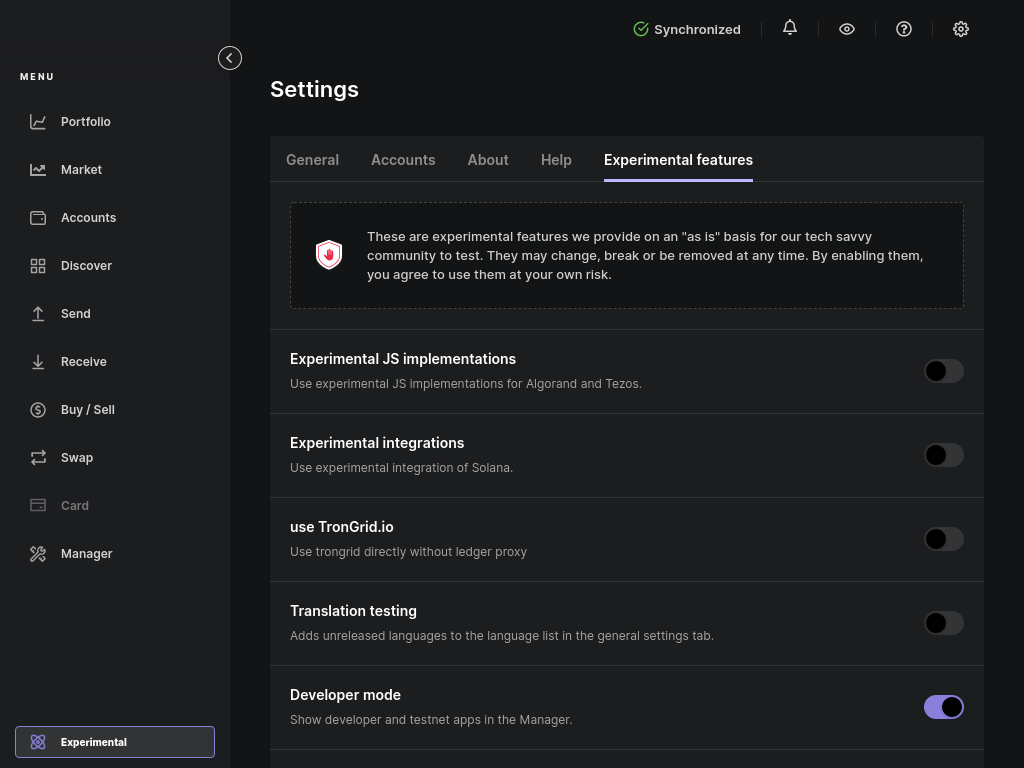 Synchronized
MENU
Settings
Portfolio
Market
Accounts
Discover
Send
Receive
Buy / Sell
Swap
Card
Manager
Experimental
General Accounts About Help Experimental features
These are experimental features we provide on an "as is" basis for our tech savvy
community to test. They may change, break or be removed at any time. By enabling them,
you agree to use them at your own risk.
Experimental JS implementations
Use experimental JS implementations for Algorand and Tezos.
Experimental integrations
Use experimental integration of Solana.
use TronGrid.io
Use trongrid directly without ledger proxy
Translation testing
Adds unreleased languages to the language list in the general settings tab.
Developer mode
Show developer and testnet apps in the Manager.